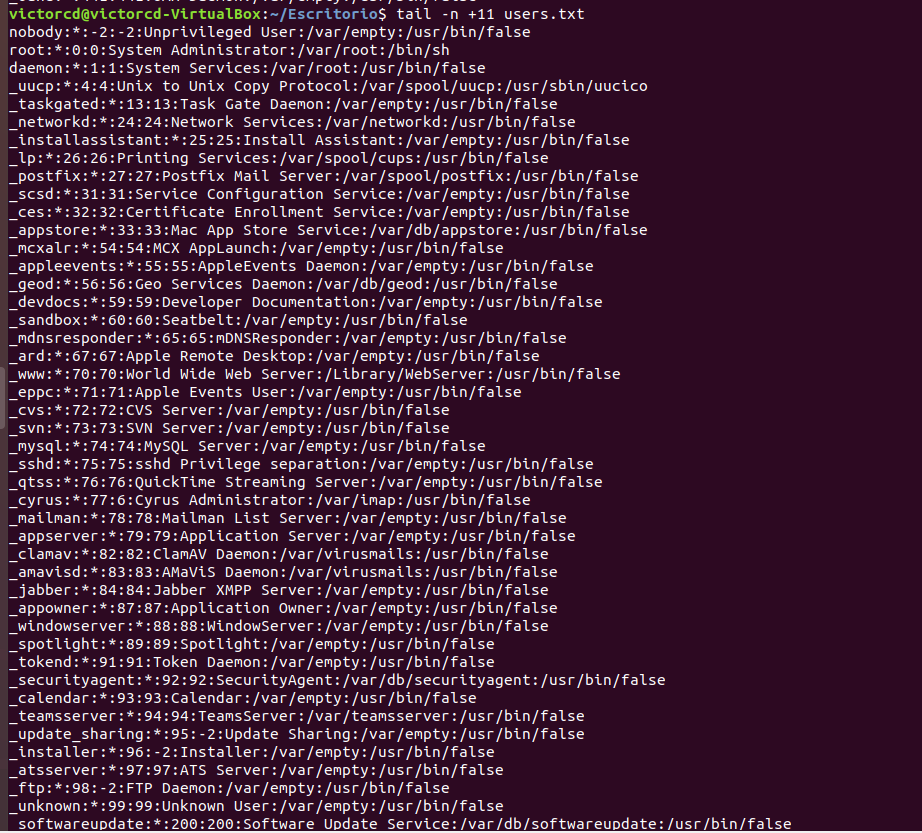 victorcd@victorcd-VirtualBox:~/Escritorio$ tail -n +11 users.txt
nobody:*:-2:-2:Unprivileged User:/var/empty:/usr/bin/false
root:*:0:0:System Administrator:/var/root:/bin/sh
daemon:*:1:1:System Services:/var/root:/usr/bin/false
_uucp:*:4:4:Unix to Unix Copy Protocol:/var/spool/uucp:/usr/sbin/uucico
_taskgated:*:13:13:Task Gate Daemon:/var/empty:/usr/bin/false
_networkd:*:24:24:Network Services:/var/networkd:/usr/bin/false
_installassistant:*:25:25:Install Assistant:/var/empty:/usr/bin/false
_lp:*:26:26:Printing Services:/var/spool/cups:/usr/bin/false
_postfix:*:27:27:Postfix Mail Server:/var/spool/postfix:/usr/bin/false
_scsd:*:31:31:Service Configuration Service:/var/empty:/usr/bin/false
_ces:*:32:32:Certificate Enrollment Service:/var/empty:/usr/bin/false
_appstore:*:33:33:Mac App Store Service:/var/db/appstore:/usr/bin/false
_mcxalr:*:54:54:MCX AppLaunch:/var/empty:/usr/bin/false
_appleevents:*:55:55:AppleEvents Daemon:/var/empty:/usr/bin/false
_geod:*:56:56:Geo Services Daemon:/var/db/geod:/usr/bin/false
_devdocs:*:59:59:Developer Documentation:/var/empty:/usr/bin/false
_sandbox:*:60:60:Seatbelt:/var/empty:/usr/bin/false
_mdnsresponder:*:65:65:mDNSResponder:/var/empty:/usr/bin/false
_ard:*:67:67:Apple Remote Desktop:/var/empty:/usr/bin/false
_www:*:70:70:World Wide Web Server:/Library/WebServer:/usr/bin/false
_eppc:*:71:71:Apple Events User:/var/empty:/usr/bin/false
_cvs:*:72:72:CVS Server:/var/empty:/usr/bin/false
_svn:*:73:73:SVN Server:/var/empty:/usr/bin/false
_mysql:*:74:74:MySQL Server:/var/empty:/usr/bin/false
_sshd:*:75:75:sshd Privilege separation:/var/empty:/usr/bin/false
_qtss:*:76:76:QuickTime Streaming Server:/var/empty:/usr/bin/false
_cyrus:*:77:6:Cyrus Administrator:/var/imap:/usr/bin/false
_mailman:*:78:78:Mailman List Server:/var/empty:/usr/bin/false
_appserver:*:79:79:Application Server:/var/empty:/usr/bin/false
_clamav:*:82:82:ClamAV Daemon:/var/virusmails:/usr/bin/false
_amavisd:*:83:83:AMaViS Daemon:/var/virusmails:/usr/bin/false
_jabber:*:84:84:Jabber XMPP Server:/var/empty:/usr/bin/false
_appowner:*:87:87:Application Owner:/var/empty:/usr/bin/false
_windowserver:*:88:88:WindowServer:/var/empty:/usr/bin/false
_spotlight:*:89:89:Spotlight:/var/empty:/usr/bin/false
_tokend:*:91:91:Token Daemon:/var/empty:/usr/bin/false
_securityagent:*:92:92:SecurityAgent:/var/db/securityagent:/usr/bin/false
_calendar:*:93:93:Calendar:/var/empty:/usr/bin/false
_teamsserver:*:94:94:TeamsServer:/var/teamsserver:/usr/bin/false
_update_sharing:*:95:-2:Update Sharing:/var/empty:/usr/bin/false
_installer:*:96:-2:Installer:/var/empty:/usr/bin/false
_atsserver:*:97:97:ATS Server:/var/empty:/usr/bin/false
_ftp:*:98:-2:FTP Daemon:/var/empty:/usr/bin/false
_unknown:*:99:99:Unknown User:/var/empty:/usr/bin/false
_softwareupdate:*:200:200:Software Update Service:/var/db/softwareupdate:/usr/bin/false